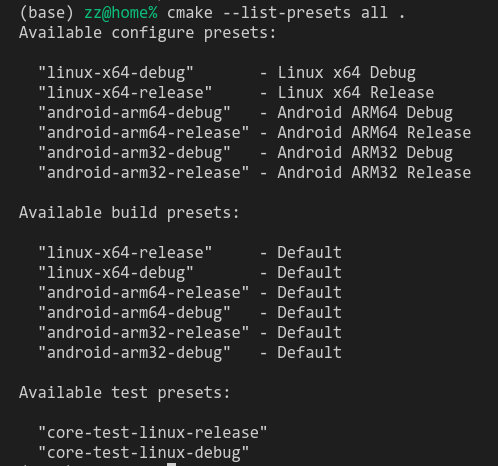 (base) zz@home% cmake --list-presets all .
Available configure presets:
"linux-x64-debug" - Linux x64 Debug
"linux-x64-release" - Linux x64 Release
"android-arm64-debug" - Android ARM64 Debug
"android-arm64-release" - Android ARM64 Release
"android-arm32-debug" - Android ARM32 Debug
"android-arm32-release" - Android ARM32 Release
Available build presets:
"linux-x64-release" - Default
"linux-x64-debug" - Default
"android-arm64-release" - Default
"android-arm64-debug" - Default
"android-arm32-release" - Default
"android-arm32-debug" - Default
Available test presets:
"core-test-linux-release"
"core-test-linux-debug"